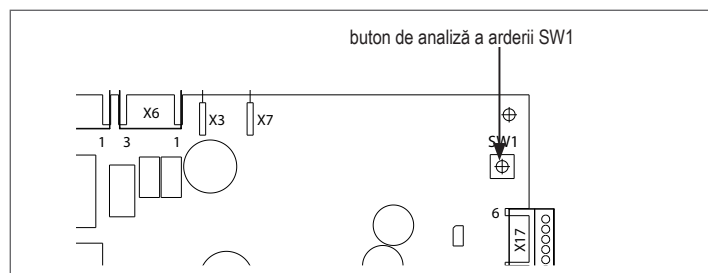 buton de analiză a arderii SW1
X6 X3 X7
1 3 1
SW1
6
X17